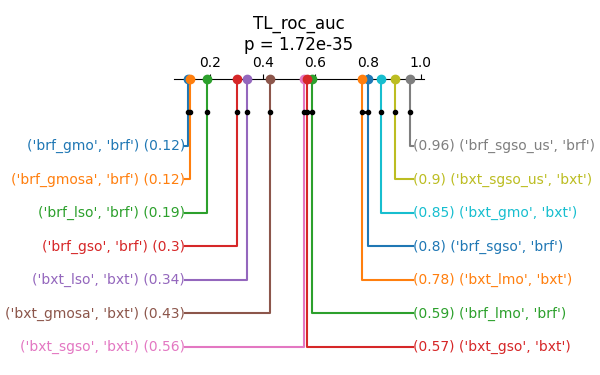 TL_roc_auc
p = 1.72e-35
0.2 0.4 0.6 0.8 1.0
('brf_gmo', 'brf') (0.12) (0.96) ('brf_sgso_us', 'brf')
('brf_gmosa', 'brf') (0.12) (0.9) ('bxt_sgso_us', 'bxt')
('brf_lso', 'brf') (0.19) (0.85) ('bxt_gmo', 'bxt')
('brf_gso', 'brf') (0.3) (0.8) ('brf_sgso', 'brf')
('bxt_lso', 'bxt') (0.34) (0.78) ('bxt_lmo', 'bxt')
('bxt_gmosa', 'bxt') (0.43) (0.59) ('brf_lmo', 'brf')
('bxt_sgso', 'bxt') (0.56) (0.57) ('bxt_gso', 'bxt')